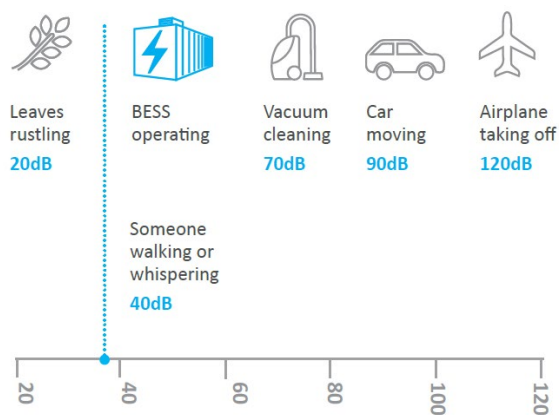 Leaves
rustling
20dB
BESS
operating
Vacuum
cleaning
70dB
Car
moving
90dB
Airplane
taking off
120dB
Someone
walking or
whispering
40dB
20
40
60
80
100
120